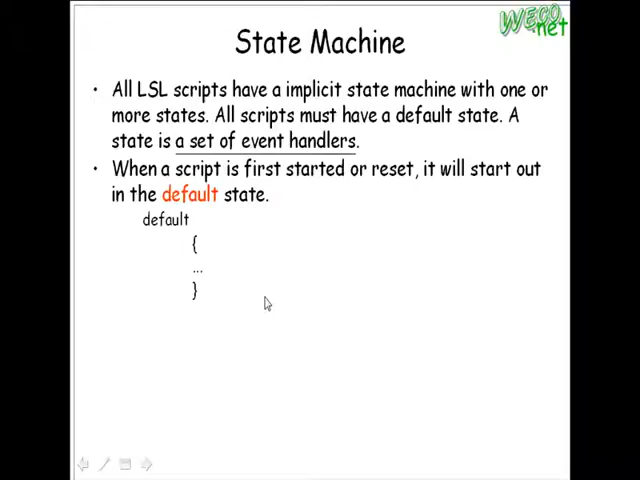 WECO
.net
State Machine
• All LSL scripts have a implicit state machine with one or
more states. All scripts must have a default state. A
state is a set of event handlers.
• When a script is first started or reset, it will start out
in the default state.
default
{
...
}